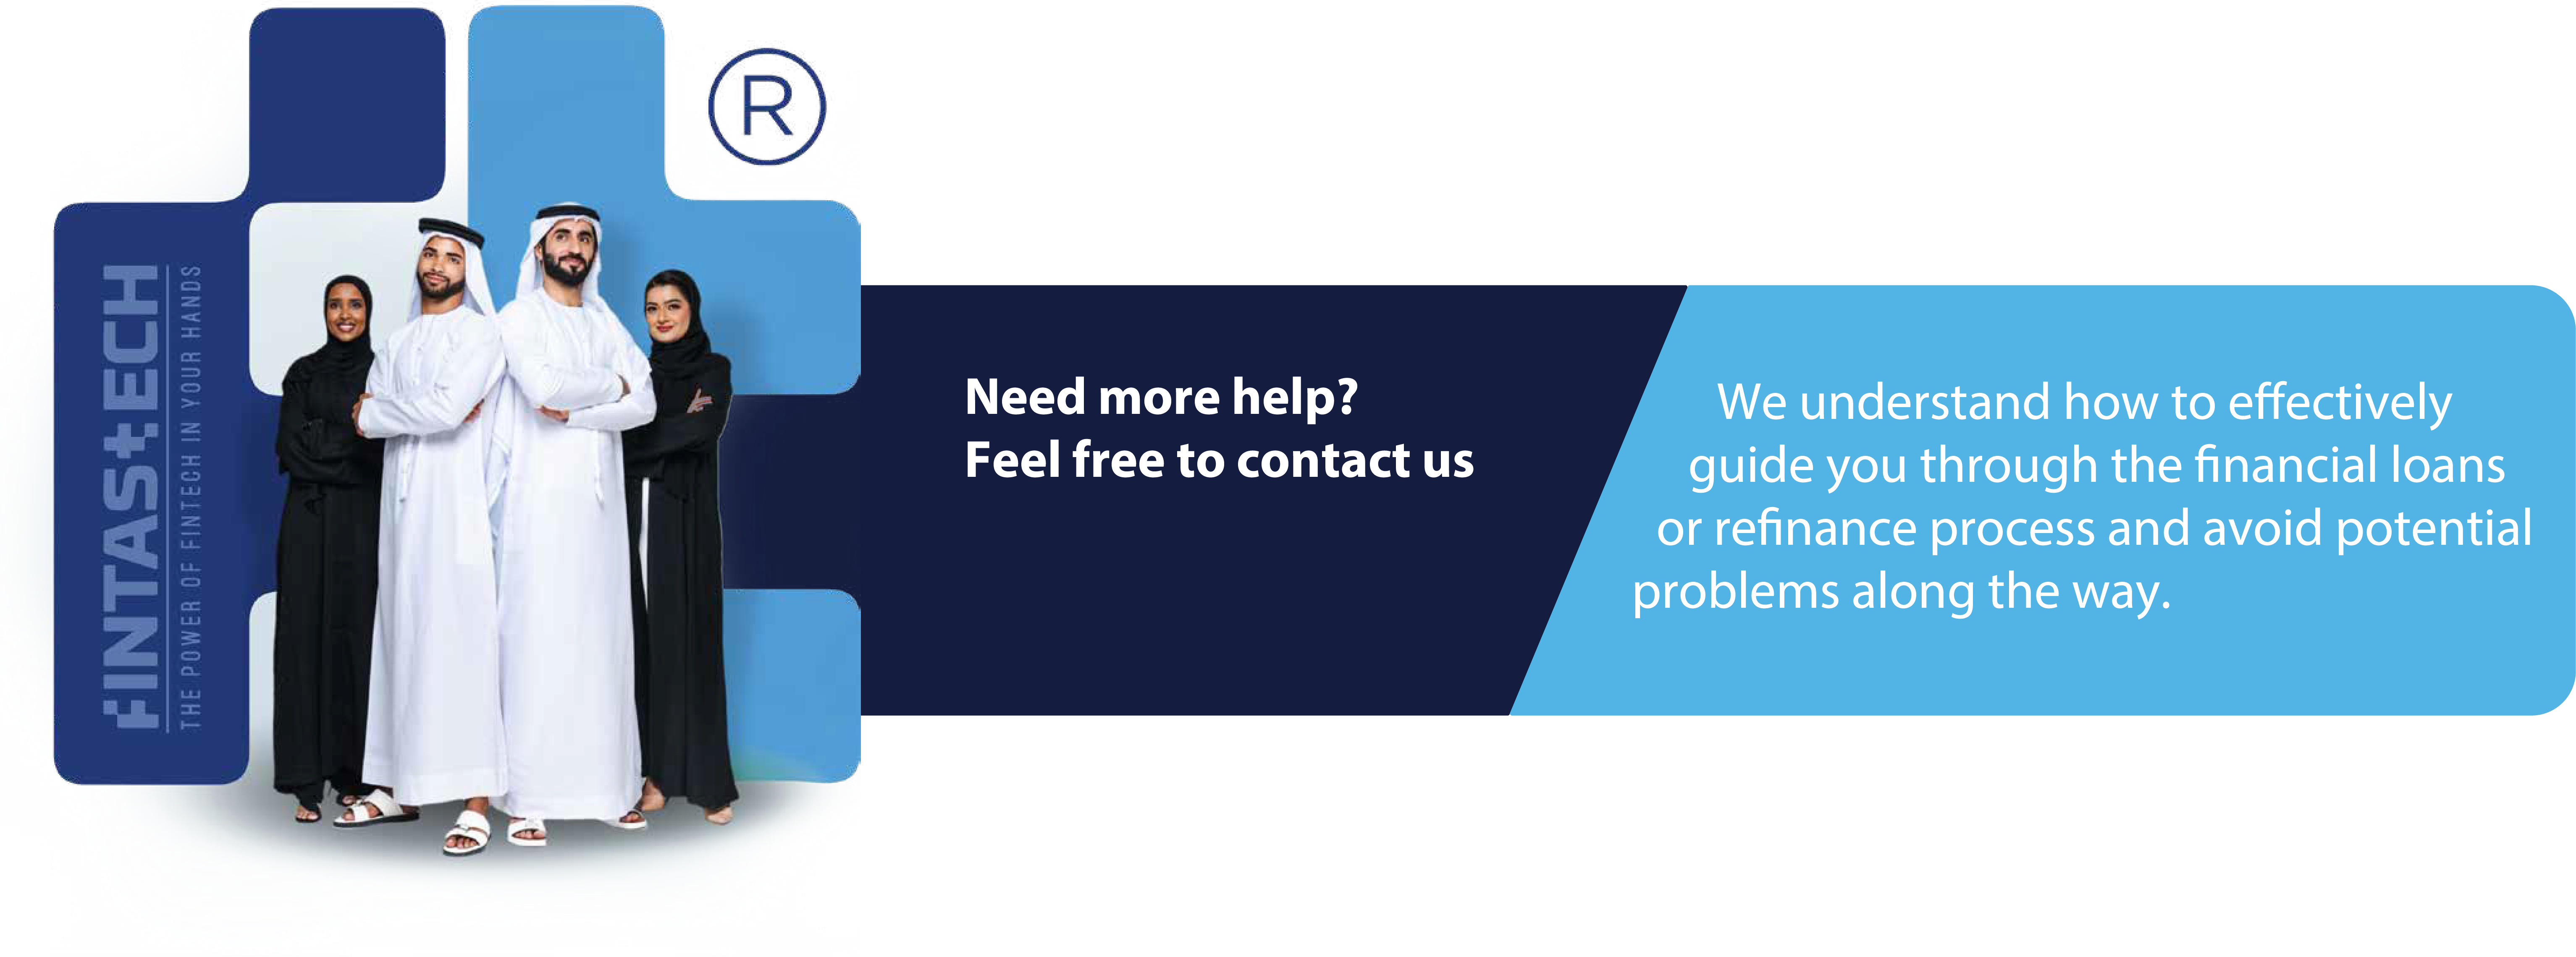 FINTAStECH
THE POWER OF FINTECH IN YOUR HANDS
®
Need more help?
Feel free to contact us
We understand how to effectively
guide you through the financial loans
or refinance process and avoid potential
problems along the way.